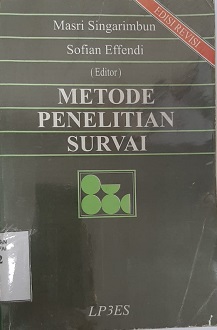 Masri Singarimbun
Sofian Effendi
(Editor)
EDISI REVISI
METODE
PENELITIAN
SURVAI
LP3ES